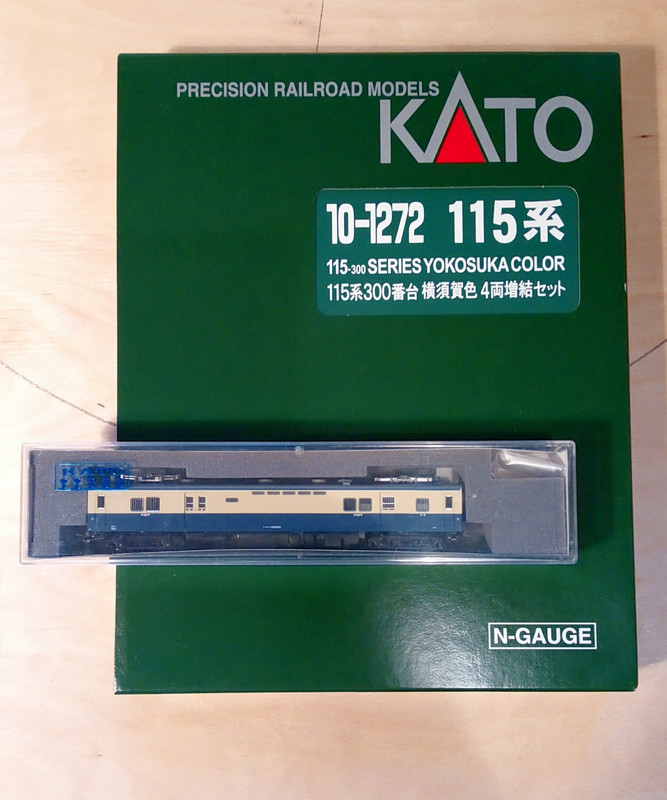 PRECISION RAILROAD MODELS
KATO
10-1272 115系
115-300 SERIES YOKOSUKA COLOR
115系300番台 横須賀色 4両増結セット
KATO
N-GAUGE